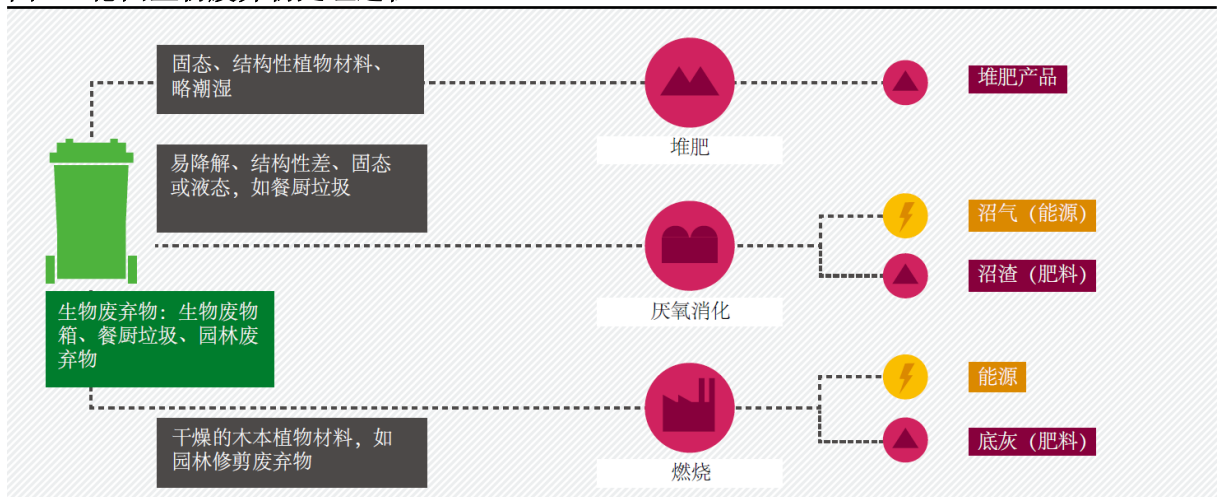 固态、结构性植物材料、
略潮湿
堆肥
堆肥产品
易降解、结构性差、固态
或液态，如餐厨垃圾
厌氧消化
沼气（能源）
沼渣（肥料）
生物废弃物：生物废物
箱、餐厨垃圾、园林废
弃物
干燥的木本植物材料，如
园林修剪废弃物
燃烧
能源
底灰（肥料）